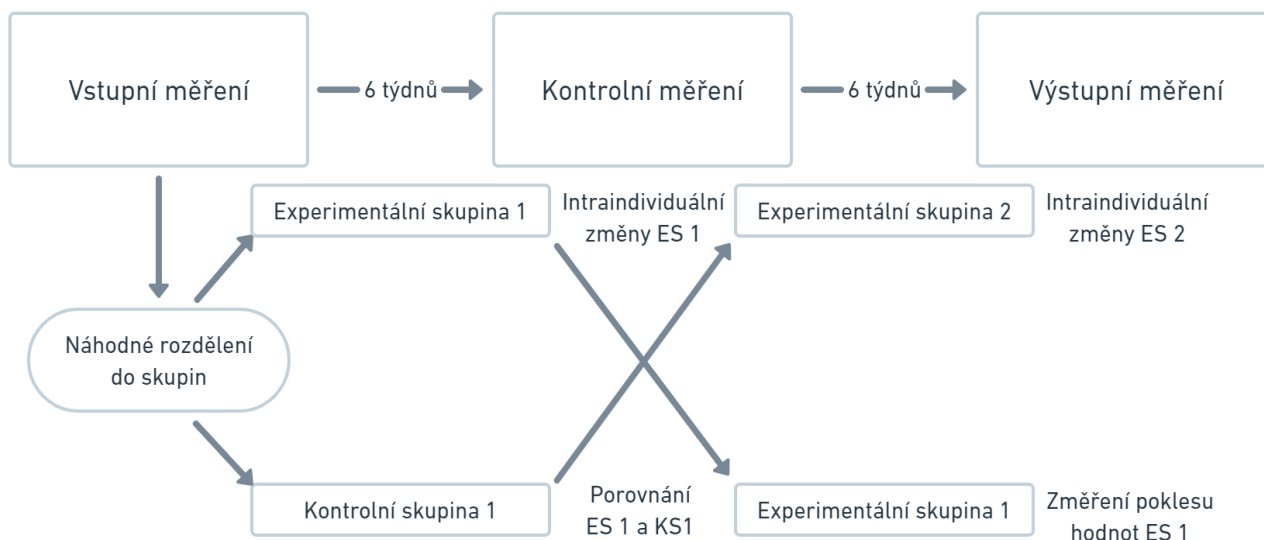 Vstupní měření
6 týdnů
Kontrolní měření
6 týdnů
Výstupní měření
Experimentální skupina 1
Intraindividuální
změny ES 1
Experimentální skupina 2
Intraindividuální
změny ES 2
Náhodné rozdělení
do skupin
Kontrolní skupina 1
Porovnání
ES 1 a KS1
Experimentální skupina 1
Změření poklesu
hodnot ES 1